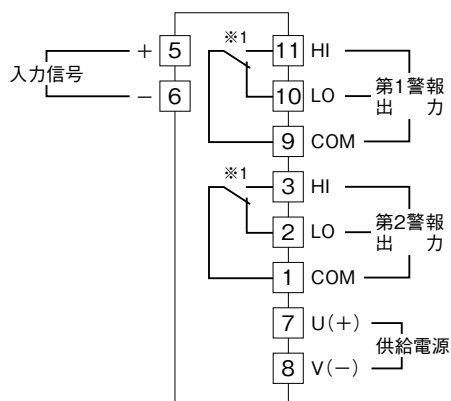 入力信号
+ 5
− 6
※1
11 HI
10 LO
9 COM
第1警報
出 力
※1
3 HI
2 LO
1 COM
第2警報
出 力
7 U(+)
8 V(−)
供給電源